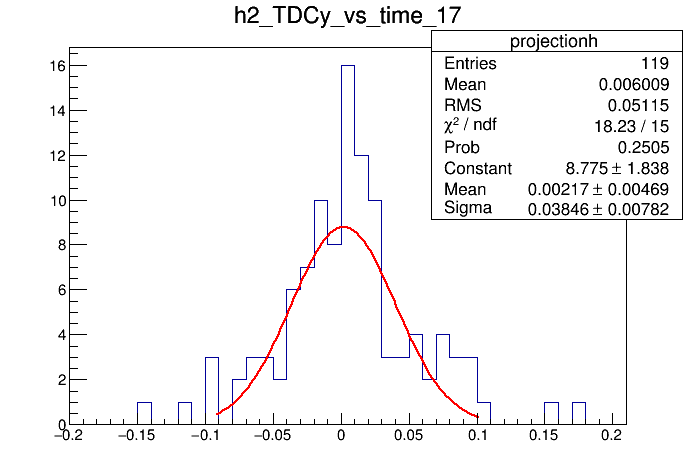 h2_TDCy_vs_time_17
projectionh
Entries 119
Mean 0.006009
RMS 0.05115
χ² / ndf 18.23 / 15
Prob 0.2505
Constant 8.775 ± 1.838
Mean 0.00217 ± 0.00469
Sigma 0.03846 ± 0.00782
16
14
12
10
8
6
4
2
0
−0.2 −0.15 −0.1 −0.05 0 0.05 0.1 0.15 0.2